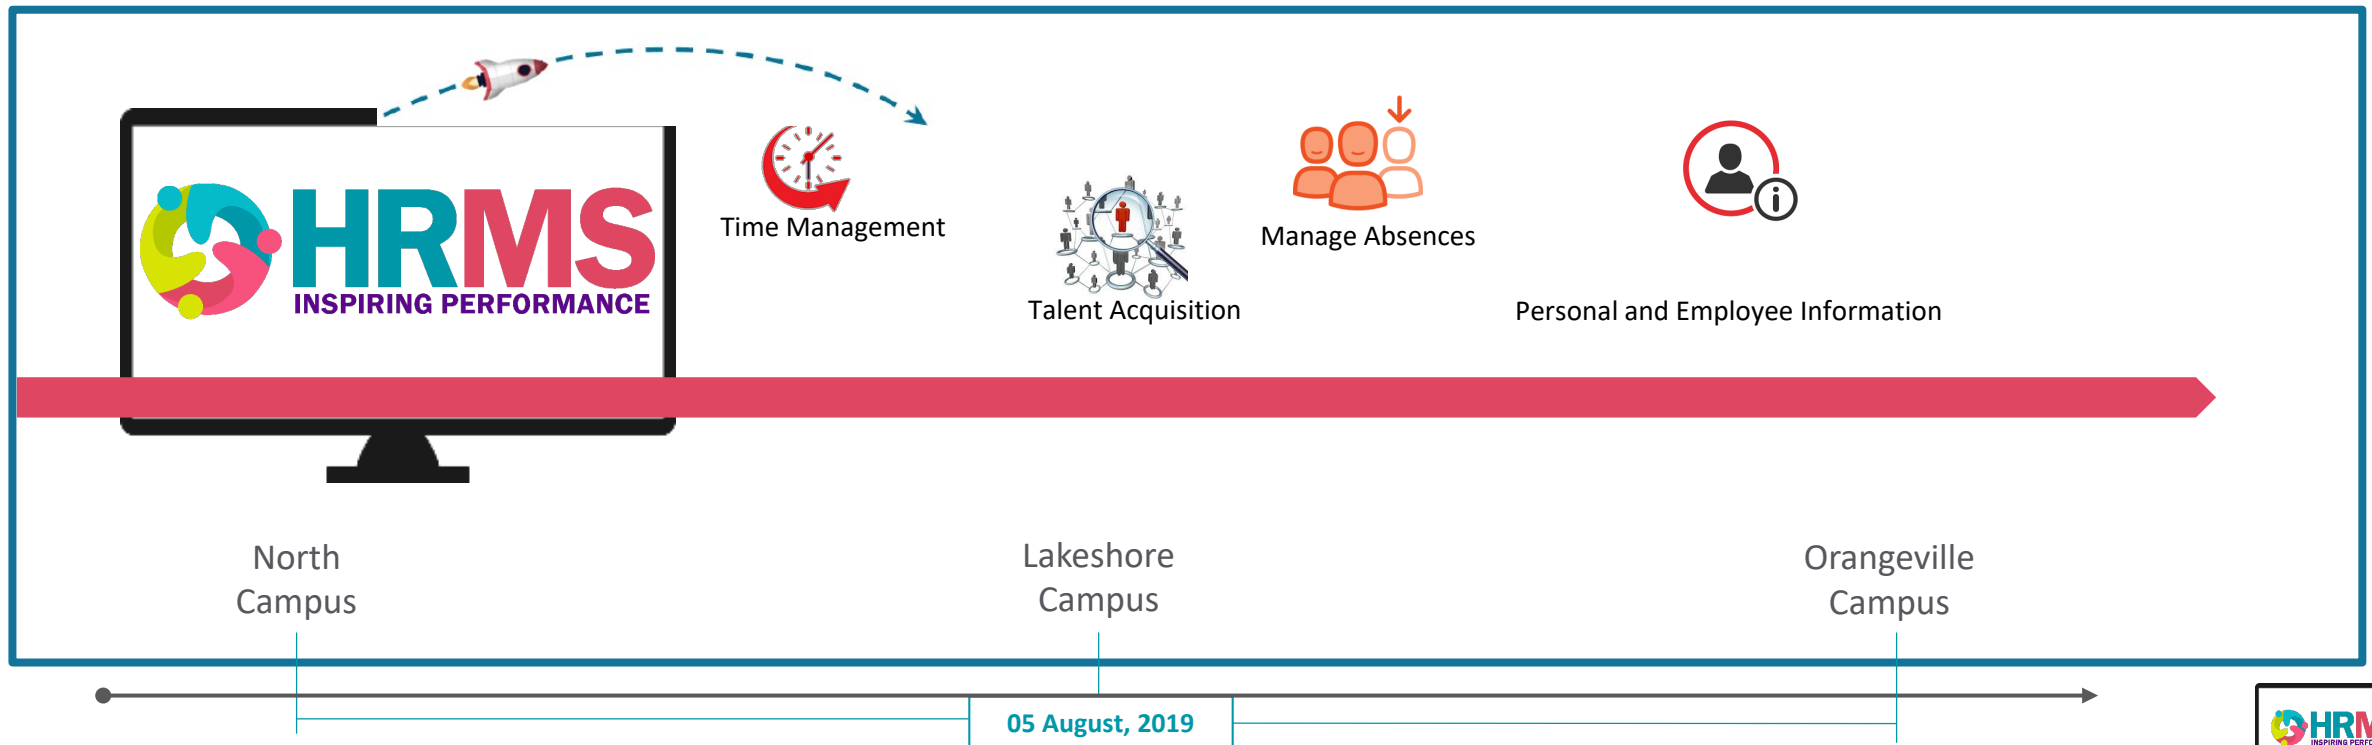 HRMS
INSPIRING PERFORMANCE
Time Management
Talent Acquisition
Manage Absences
Personal and Employee Information
North
Campus
Lakeshore
Campus
Orangeville
Campus
05 August, 2019